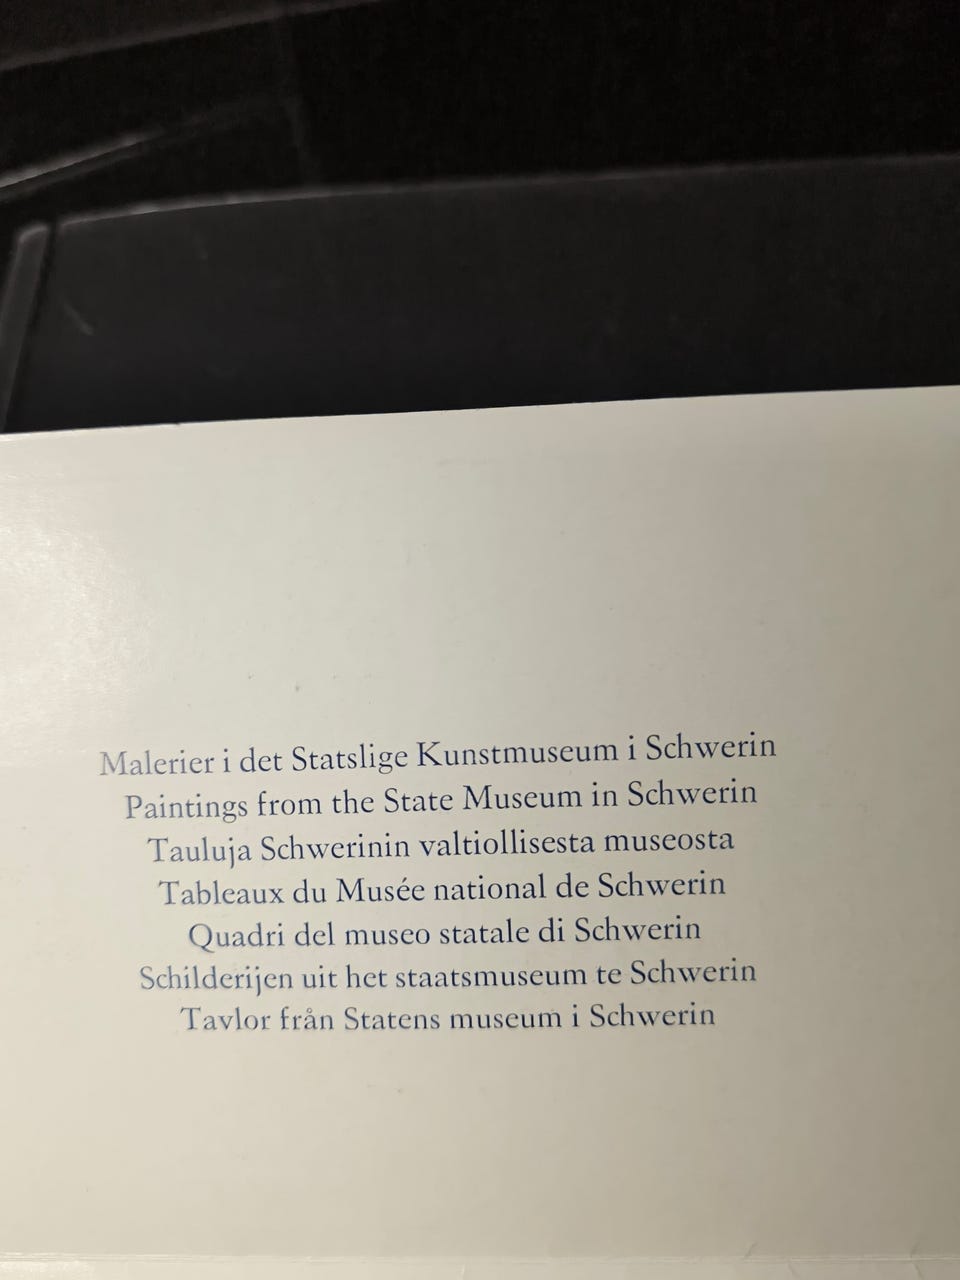 Malerier i det Statslige Kunstmuseum i Schwerin
Paintings from the State Museum in Schwerin
Tauluja Schwerinin valtiollisesta museosta
Tableaux du Musée national de Schwerin
Quadri del museo statale di Schwerin
Schilderijen uit het staatsmuseum te Schwerin
Tavlor från Statens museum i Schwerin